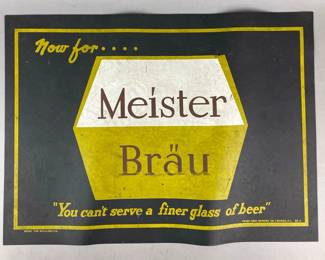 Now for....
Meister
Bräu
"You can't serve a finer glass of beer"